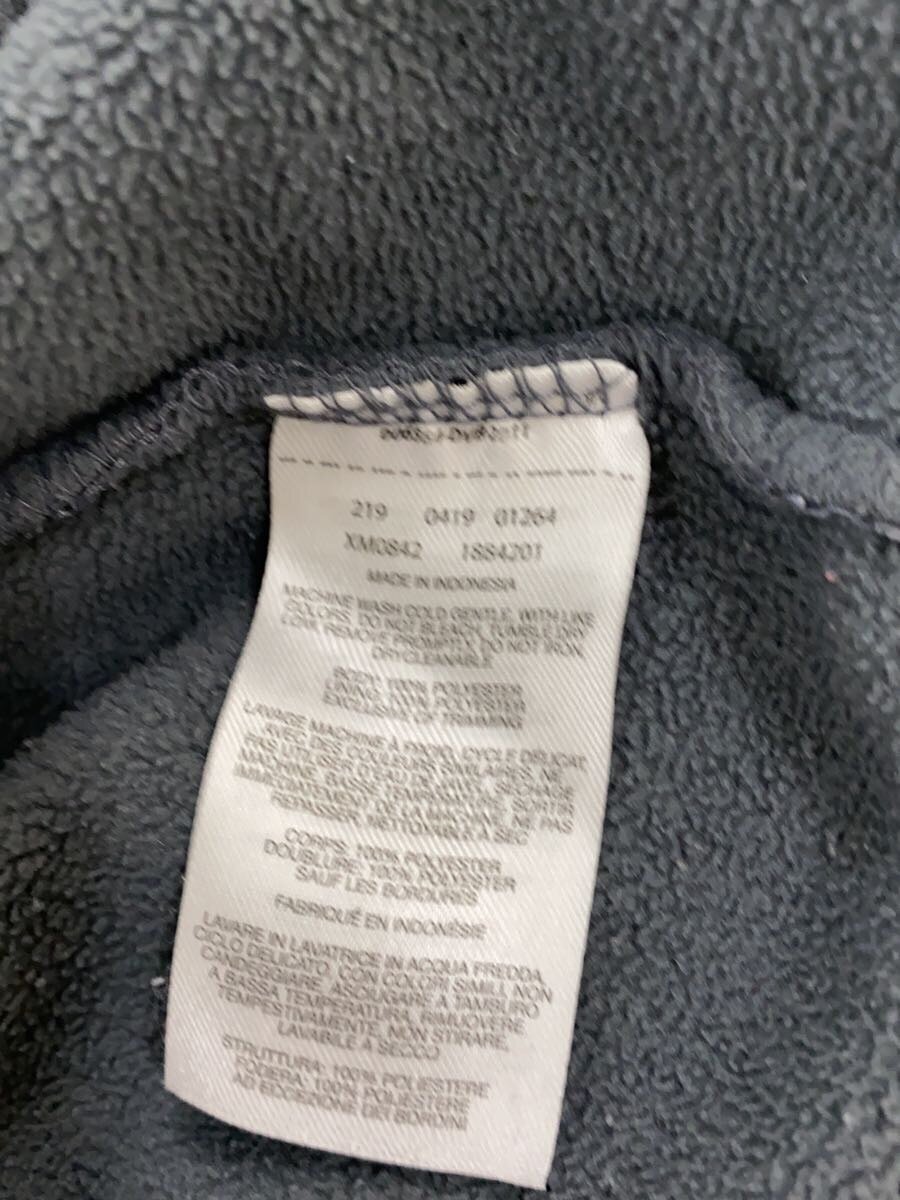 219 0419 01264
XM0842 1884201
MADE IN INDONESIA
MACHINE WASH COLD GENTLE, WITH LIKE
COLORS. DO NOT BLEACH, TUMBLE DRY
LOW, REMOVE PROMPTLY, DO NOT IRON,
DRY-CLEANABLE
BODY: 100% POLYESTER
LINING: 100% POLYESTER
EXCLUSIVE OF TRIMMING
LAVAGE MACHINE À FROID, CYCLE DÉLICAT,
AVEC DES COULEURS SIMILAIRES, NE
PAS UTILISER D'EAU DE JAVEL, SÉCHAGE
MACHINE, BASSE TEMPÉRATURE, SORTIR
DE LA MACHINE, NE PAS
REPASSER, NETTOYABLE À SEC
CORPS: 100% POLYESTER
DOUBLURE: 100% POLYESTER
SAUF LES BORDOURES
FABRIQUÉ EN INDONÉSIE
LAVARE IN LAVATRICE IN ACQUA FREDDA,
CICLO DELICATO, CON COLORI SIMILI, NON
CANDEGGIARE, ASCIUGARE A TAMBURO
A BASSA TEMPERATURA, RIMUOVERE
TEMPESTIVAMENTE, NON STIRARE,
LAVABILE A SECCO
STRUTTURA: 100% POLIESTERE
FODERA: 100% POLIESTERE
AD ECCEZIONE DEI BORDINI